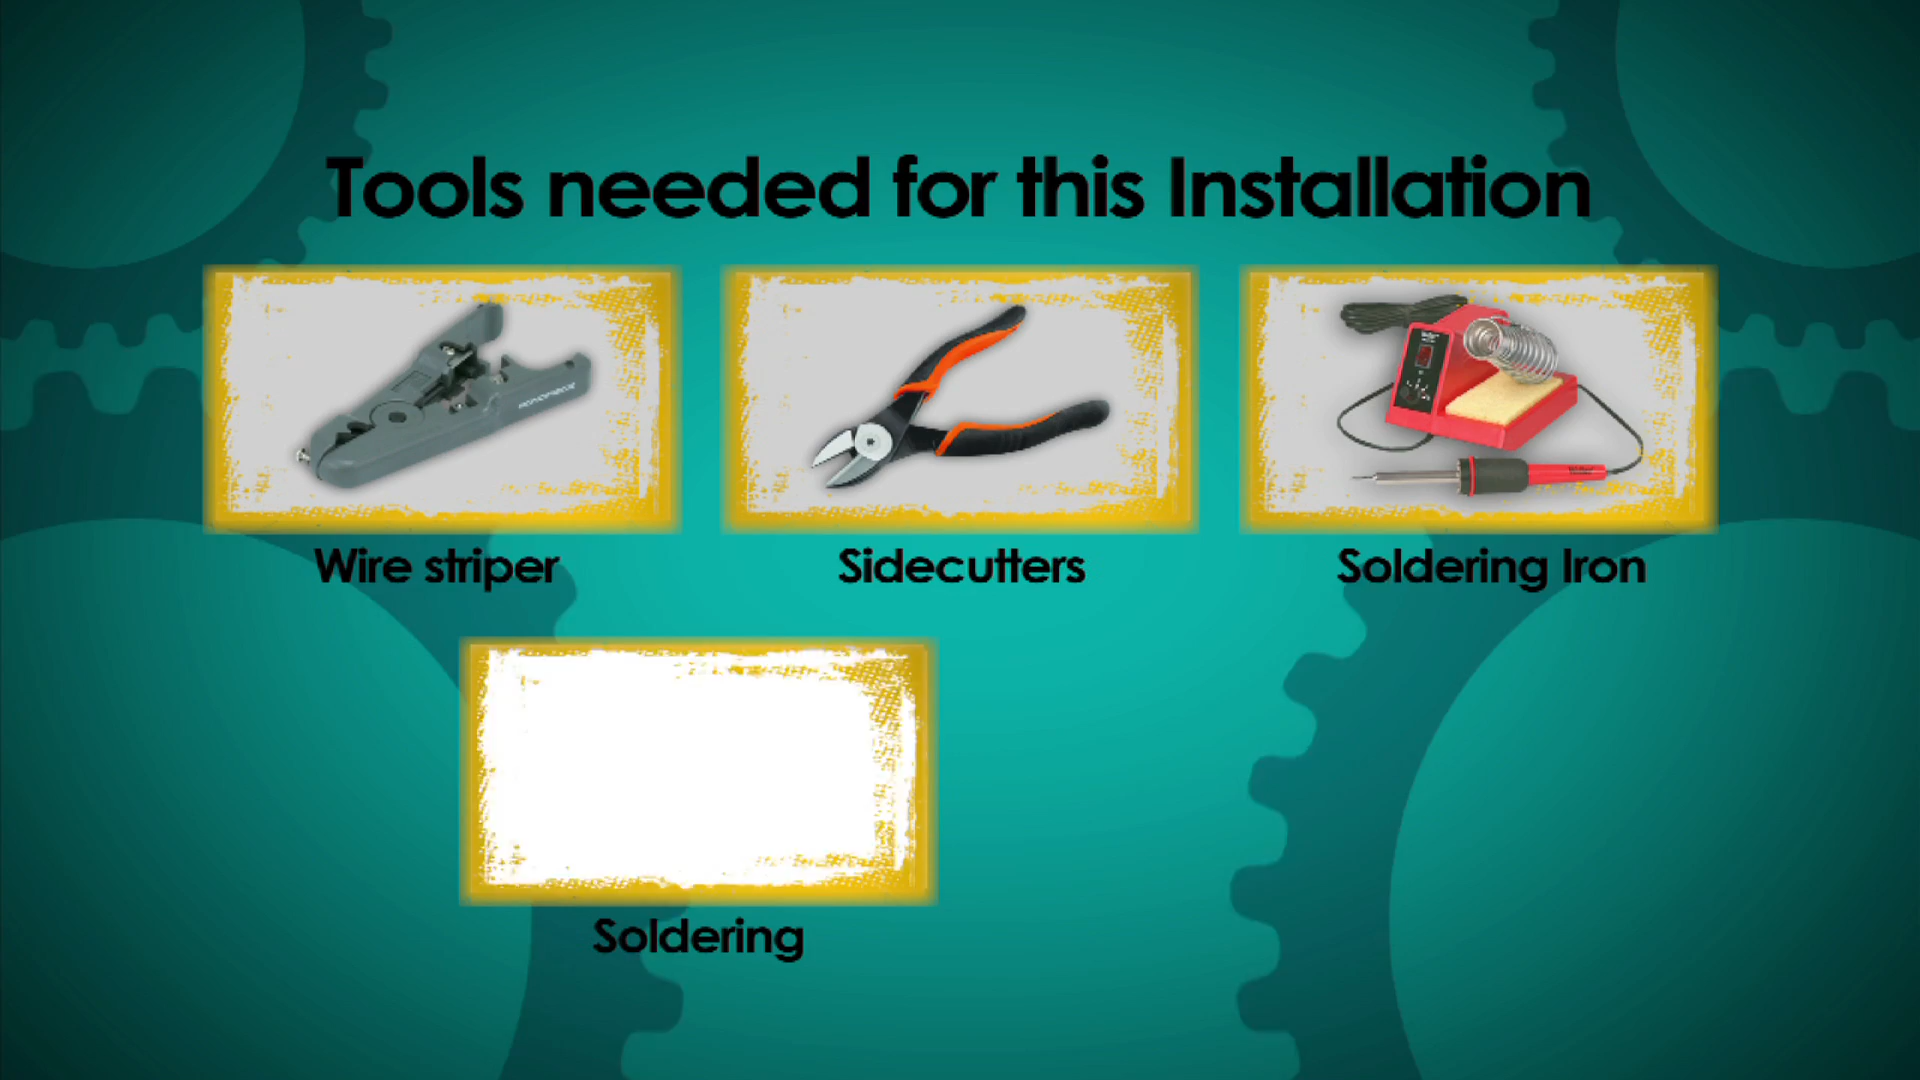 Tools needed for this Installation
Wire striper
Sidecutters
Soldering Iron
Soldering